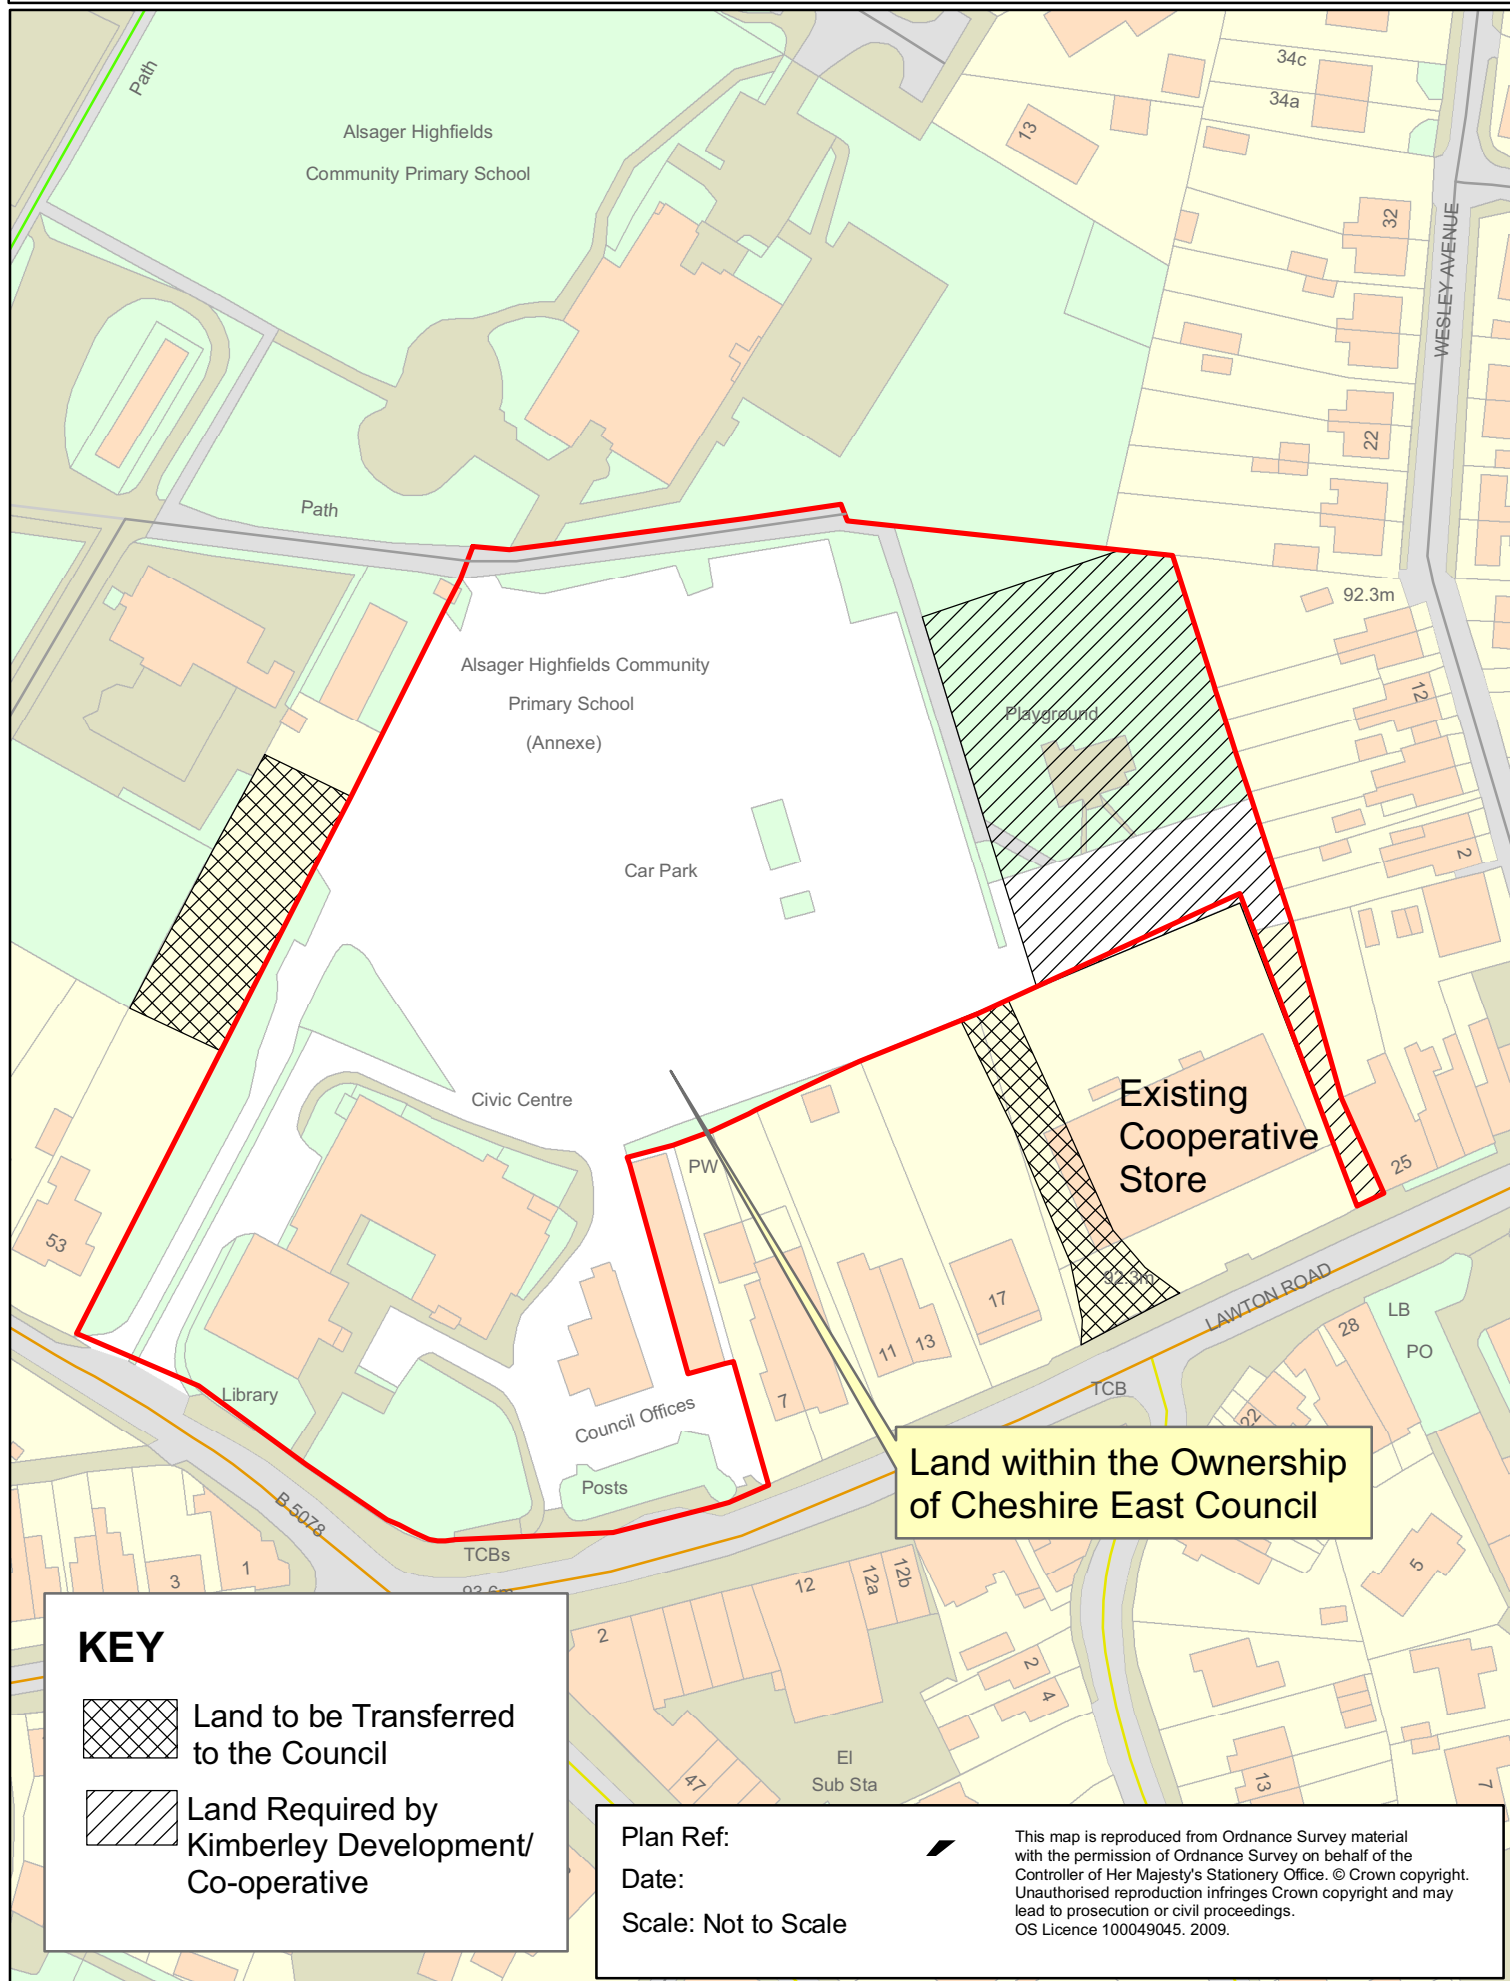 Path
Alsager Highfields
Community Primary School
34c
34a
13
32
WESLEY AVENUE
22
Path
92.3m
Alsager Highfields Community
Primary School
(Annexe)
Playground
12
Car Park
2
Civic Centre
Existing
Cooperative
Store
PW
25
53
92.3m
17
LAWTON ROAD
LB
28
PO
11
13
TCB
Library
7
Council Offices
22
Land within the Ownership
of Cheshire East Council
Posts
B 5078
TCBs
93.6m
1
3
12
12a
12b
5
2
2
4
KEY
Land to be Transferred
to the Council
Land Required by
Kimberley Development/
Co-operative
El
Sub Sta
47
13
7
Plan Ref:
Date:
Scale: Not to Scale
This map is reproduced from Ordnance Survey material
with the permission of Ordnance Survey on behalf of the
Controller of Her Majesty's Stationery Office. © Crown copyright.
Unauthorised reproduction infringes Crown copyright and may
lead to prosecution or civil proceedings.
OS Licence 100049045. 2009.